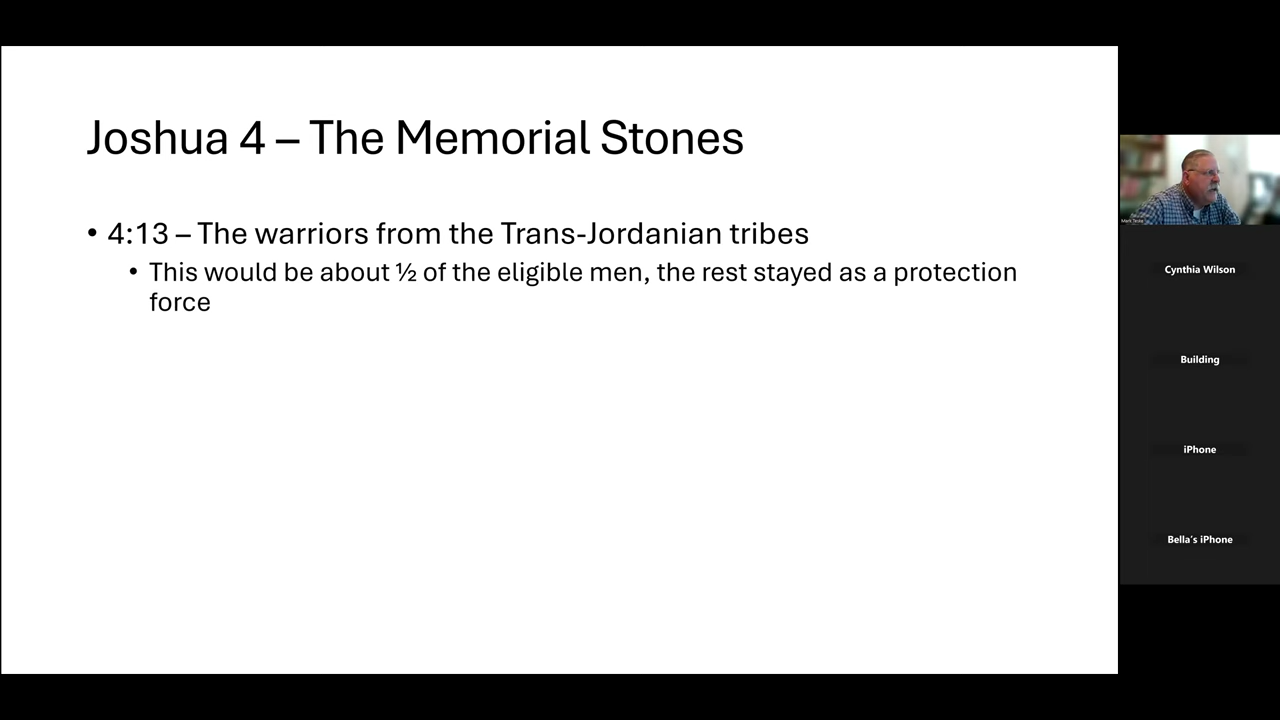 Joshua 4 – The Memorial Stones
• 4:13 – The warriors from the Trans-Jordanian tribes
• This would be about ½ of the eligible men, the rest stayed as a protection
force
Cynthia Wilson
Building
iPhone
Bella's iPhone